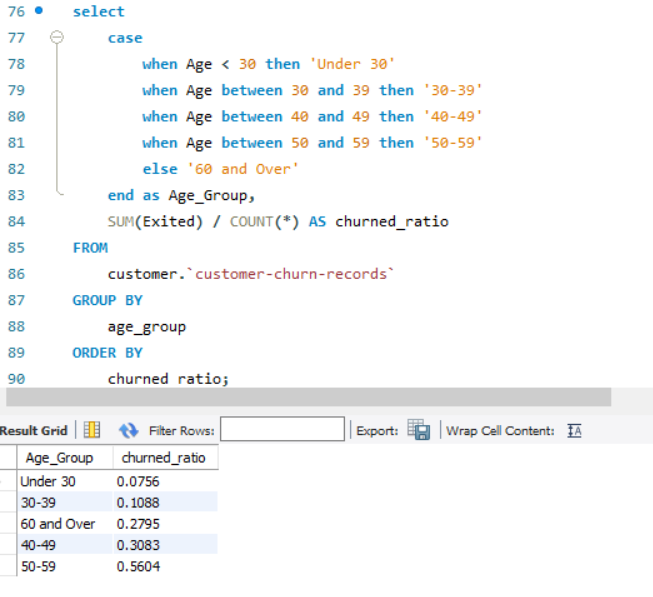 76 select
77 case
78 when Age < 30 then 'Under 30'
79 when Age between 30 and 39 then '30-39'
80 when Age between 40 and 49 then '40-49'
81 when Age between 50 and 59 then '50-59'
82 else '60 and Over'
83 end as Age_Group,
84 SUM(Exited) / COUNT(*) AS churned_ratio
85 FROM
86 customer.`customer-churn-records`
87 GROUP BY
88 age_group
89 ORDER BY
90 churned_ratio;
Result Grid Filter Rows: Export: Wrap Cell Content: IA
Age_Group churned_ratio
Under 30 0.0756
30-39 0.1088
60 and Over 0.2795
40-49 0.3083
50-59 0.5604